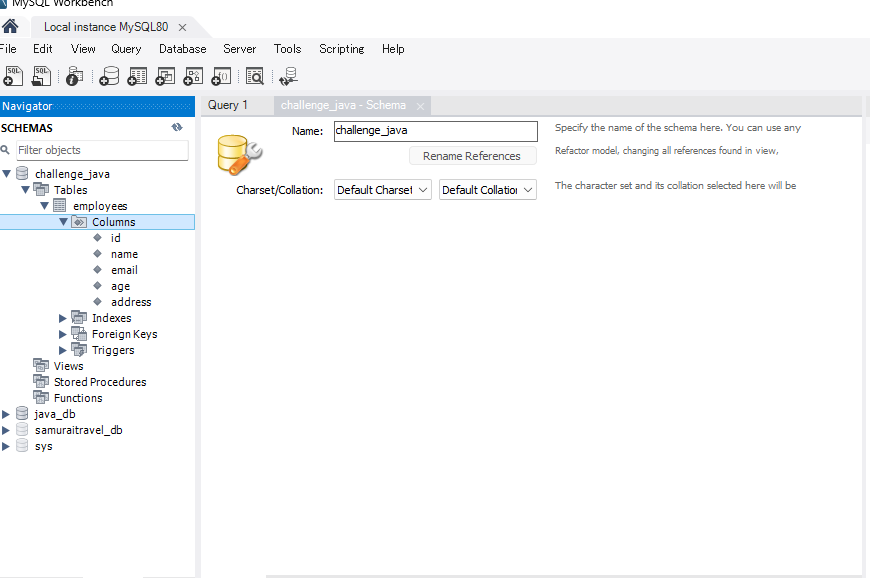 MySQL Workbench
Local instance MySQL80
File Edit View Query Database Server Tools Scripting Help
Navigator
SCHEMAS
Filter objects
challenge_java
Tables
employees
Columns
id
name
email
age
address
Indexes
Foreign Keys
Triggers
Views
Stored Procedures
Functions
java_db
samuraitravel_db
sys
Query 1
challenge_java - Schema
Name: challenge_java
Specify the name of the schema here. You can use any
Rename References
Refactor model, changing all references found in view,
Charset/Collation: Default Charset Default Collation
The character set and its collation selected here will be